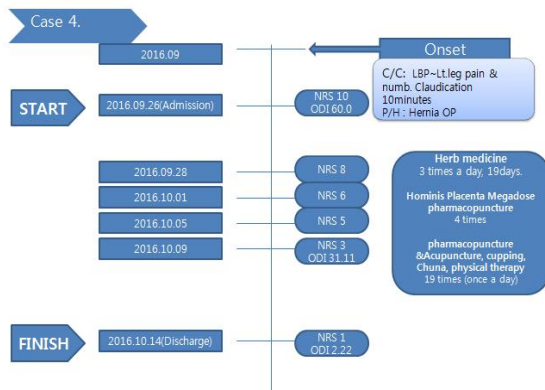 Case 4.
2016.09
Onset
C/C: LBP~Lt.leg pain &
numb. Claudication
10minutes
P/H : Hernia OP
START
2016.09.26(Admission)
NRS 10
ODI 60.0
2016.09.28
NRS 8
2016.10.01
NRS 6
2016.10.05
NRS 5
2016.10.09
NRS 3
ODI 31.11
Herb medicine
3 times a day, 19days.
Hominis Placenta Megadose
pharmacopuncture
4 times
pharmacopuncture
&Acupuncture, cupping,
Chuna, physical therapy
19 times (once a day)
FINISH
2016.10.14(Discharge)
NRS 1
ODI 2.22